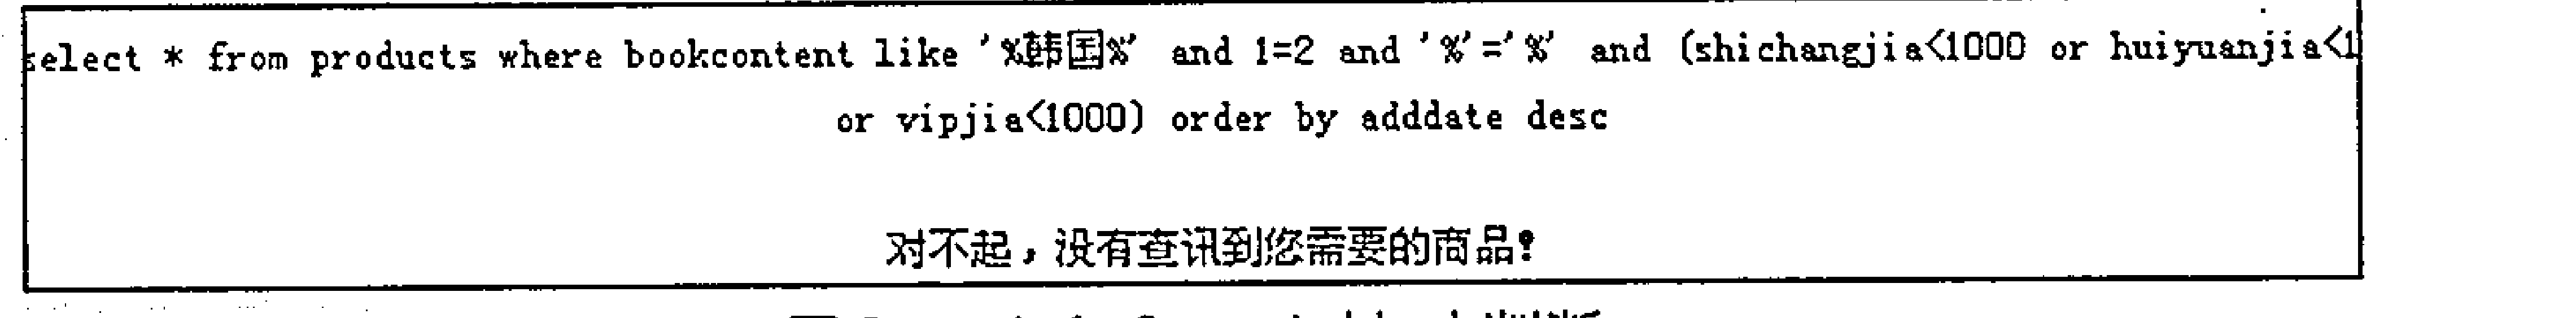 select * from products where bookcontent like '%韩国%' and 1=2 and '%'='%' and (shichangjia<1000 or huiyuanjia<1
or vipjia<1000) order by adddate desc
对不起，没有查讯到您需要的商品!